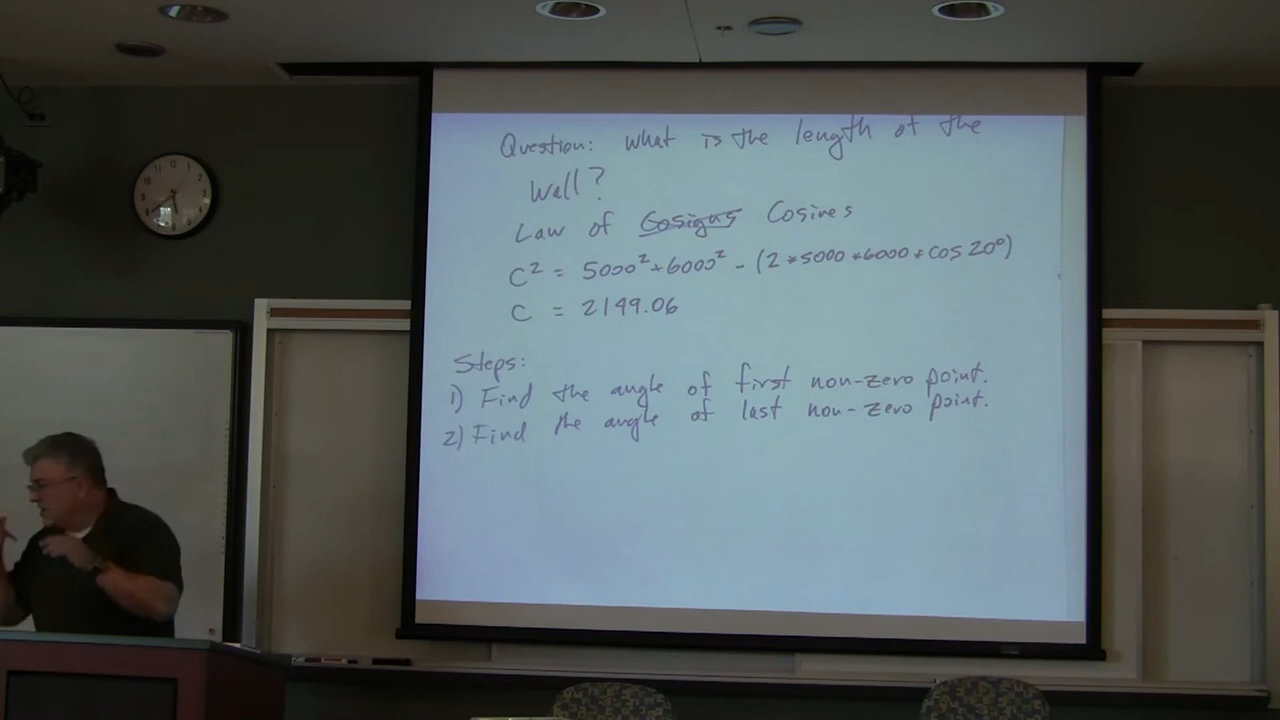 Question: what is the length of the
wall?
Law of Cosigns Cosines
C² = 5000² + 6000² - (2 * 5000 * 6000 * cos 20°)
C = 2149.06
Steps:
1) Find the angle of first non-zero point.
2) Find the angle of last non-zero point.